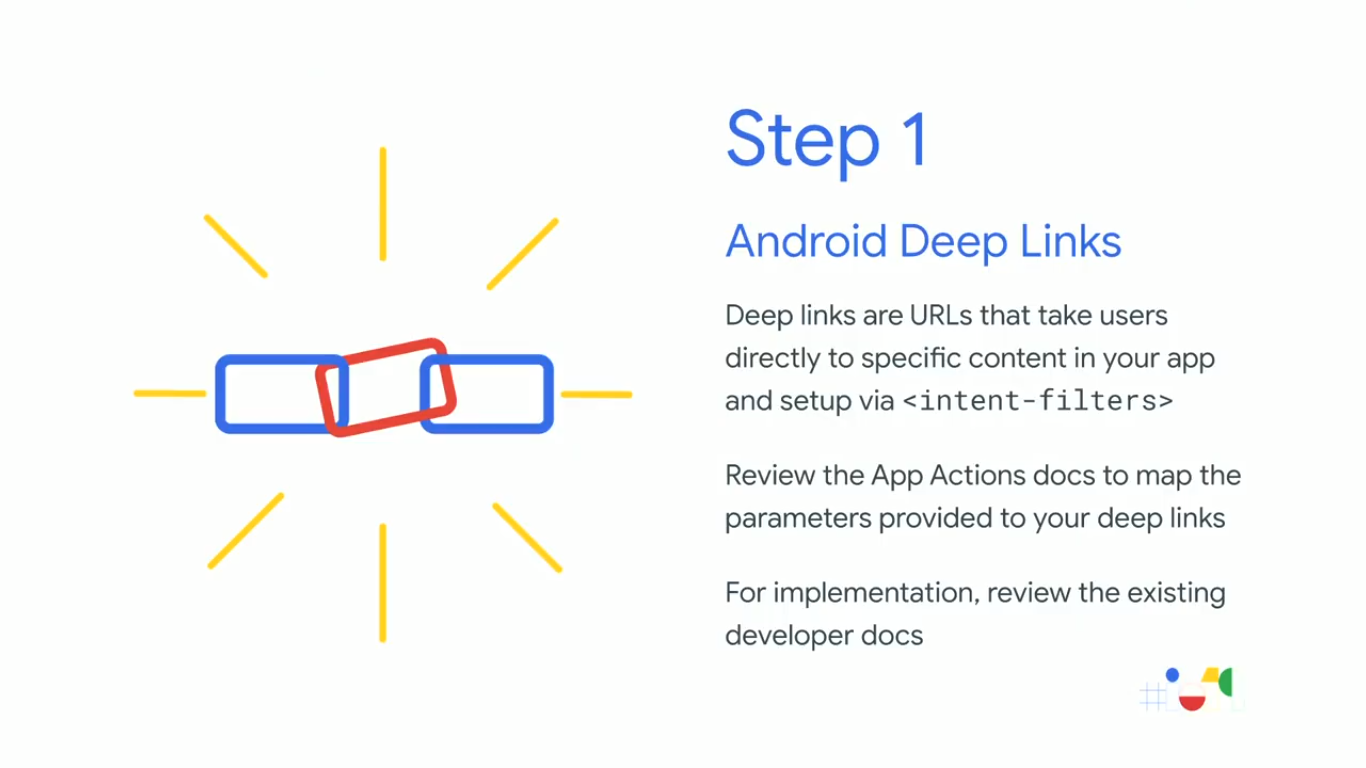 Step 1
Android Deep Links
Deep links are URLs that take users
directly to specific content in your app
and setup via <intent-filters>
Review the App Actions docs to map the
parameters provided to your deep links
For implementation, review the existing
developer docs